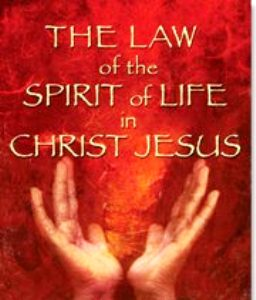 THE LAW
of the
SPIRIT of LIFE
in
CHRIST JESUS